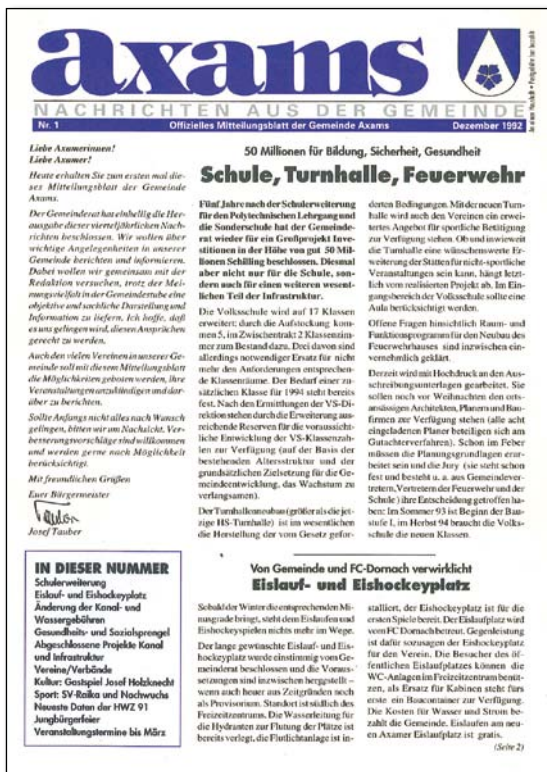 axams
NACHRICHTEN AUS DER GEMEINDE
Nr. 1 Offizielles Mitteilungsblatt der Gemeinde Axams Dezember 1992
Liebe Axamerinnen!
Liebe Axamer!
Heute erhalten Sie zum ersten mal die-
ses Mitteilungsblatt der Gemeinde
Axams.
Der Gemeinderat hat einhellig die Her-
ausgabe dieser vierteljährlichen Nach-
richten beschlossen. Wir wollen über
wichtige Angelegenheiten in unserer
Gemeinde berichten und informieren.
Dabei wollen wir gemeinsam mit der
Redaktion versuchen, trotz der Mei-
nungsvielfalt in der Gemeindestube eine
objektive und sachliche Darstellung und
Information zu liefern. Ich hoffe, daß
es uns gelingen wird, diesen Ansprüchen
gerecht zu werden.
Auch den vielen Vereinen in unserer Ge-
meinde soll mit diesem Mitteilungsblatt
die Möglichkeiten geboten werden, ihre
Veranstaltungen anzukündigen und dar-
über zu berichten.
Sollte Anfangs nicht alles nach Wunsch
gelingen, bitten wir um Nachsicht. Ver-
besserungsvorschläge sind willkommen
und werden gerne nach Möglichkeit
berücksichtigt.
Mit freundlichen Grüßen
Euer Bürgermeister
Josef Tauber
IN DIESER NUMMER
Schulerweiterung
Eislauf- und Eishockeyplatz
Änderung der Kanal- und
Wassergebühren
Gesundheits- und Sozialsprengel
Abgeschlossene Projekte Kanal
und Infrastruktur
Vereine/Verbände
Kultur: Gastspiel Josef Holzknecht
Sport: SV-Raika und Nachwuchs
Neueste Daten der HWZ 91
Jungbürgerfeier
Veranstaltungstermine bis März
50 Millionen für Bildung, Sicherheit, Gesundheit
Schule, Turnhalle, Feuerwehr
Fünf Jahre nach der Schulerweiterung
für den Polytechnischen Lehrgang und
die Sonderschule hat der Gemeinde-
rat wieder für ein Großprojekt Inve-
stitionen in der Höhe von gut 50 Mil-
lionen Schilling beschlossen. Diesmal
aber nicht nur für die Schule, son-
dern auch für einen weiteren wesent-
lichen Teil der Infrastruktur.
Die Volksschule wird auf 17 Klassen
erweitert: durch die Aufstockung kom-
men 5, im Zwischentrakt 2 Klassenzim-
mer zum Bestand dazu. Drei davon sind
allerdings notwendiger Ersatz für nicht
mehr den Anforderungen entsprechen-
de Klassenräume. Der Bedarf einer zu-
sätzlichen Klasse für 1994 steht bereits
fest. Nach den Ermittlungen der VS-Di-
rektion stehen durch die Erweiterung aus-
reichende Reserven für die voraussicht-
liche Entwicklung der VS-Klassenzah-
len zur Verfügung (auf der Basis der
bestehenden Altersstruktur und der
grundsätzlichen Zielsetzung für die Ge-
meindeentwicklung, das Wachstum zu
verlangsamen).
Der Turnhallenneubau (größer als die jet-
zige HS-Turnhalle) ist im wesentlichen
die Herstellung der vom Gesetz gefor-
derten Bedingungen. Mit der neuen Turn-
halle wird auch den Vereinen ein erwei-
tertes Angebot für sportliche Betätigung
zur Verfügung stehen. Ob und inwieweit
die Turnhalle eine wünschenswerte Er-
weiterung der Stätten für nicht-sportliche
Veranstaltungen sein kann, hängt letzt-
lich vom realisierten Projekt ab. Im Ein-
gangsbereich der Volksschule sollte eine
Aula berücksichtigt werden.
Offene Fragen hinsichtlich Raum- und
Funktionsprogramm für den Neubau des
Feuerwehrhauses sind inzwischen ein-
vernehmlich geklärt.
Derzeit wird mit Hochdruck an den Aus-
schreibungsunterlagen gearbeitet. Sie
sollen noch vor Weihnachten den orts-
ansässigen Architekten, Planern und Bau-
firmen zur Verfügung stehen (alle acht
eingeladenen Planer beteiligen sich am
Gutachterverfahren). Schon im Feber
müssen die Planungsgrundlagen erar-
beitet sein und die Jury (sie steht schon
fest und besteht u. a. aus Gemeindever-
tretern, Vertretern der Feuerwehr und der
Schule) ihre Entscheidung getroffen ha-
ben: Im Sommer 93 ist Beginn der Bau-
stufe I, im Herbst 94 braucht die Volks-
schule die neuen Klassen.
Von Gemeinde und FC-Dornach verwirklicht
Eislauf- und Eishockeyplatz
Sobald der Winter die entsprechenden Mi-
nusgrade bringt, steht dem Eislaufen und
Eishockeyspielen nichts mehr im Wege.
Der lange gewünschte Eislauf- und Eis-
hockeyplatz wurde einstimmig vom Ge-
meinderat beschlossen und die Voraus-
setzungen sind inzwischen hergestellt –
wenn auch heuer aus Zeitgründen noch
als Provisorium. Standort ist südlich des
Freizeitzentrums. Die Wasserleitung für
die Hydranten zur Flutung der Plätze ist
bereits verlegt, die Flutlichtanlage ist in-
stalliert, der Eishockeyplatz ist für die
ersten Spiele bereit. Der Eislaufplatz wird
vom FC Dornach betreut. Gegenleistung
ist dafür sozusagen der Eishockeyplatz
für den Verein. Die Besucher des öf-
fentlichen Eislaufplatzes können die
WC-Anlagen im Freizeitzentrum benüt-
zen, als Ersatz für Kabinen steht fürs
erste ein Baucontainer zur Verfügung.
Die Kosten für Wasser und Strom be-
zahlt die Gemeinde. Eislaufen am neu-
en Axamer Eislaufplatz ist gratis.
(Seite 2)